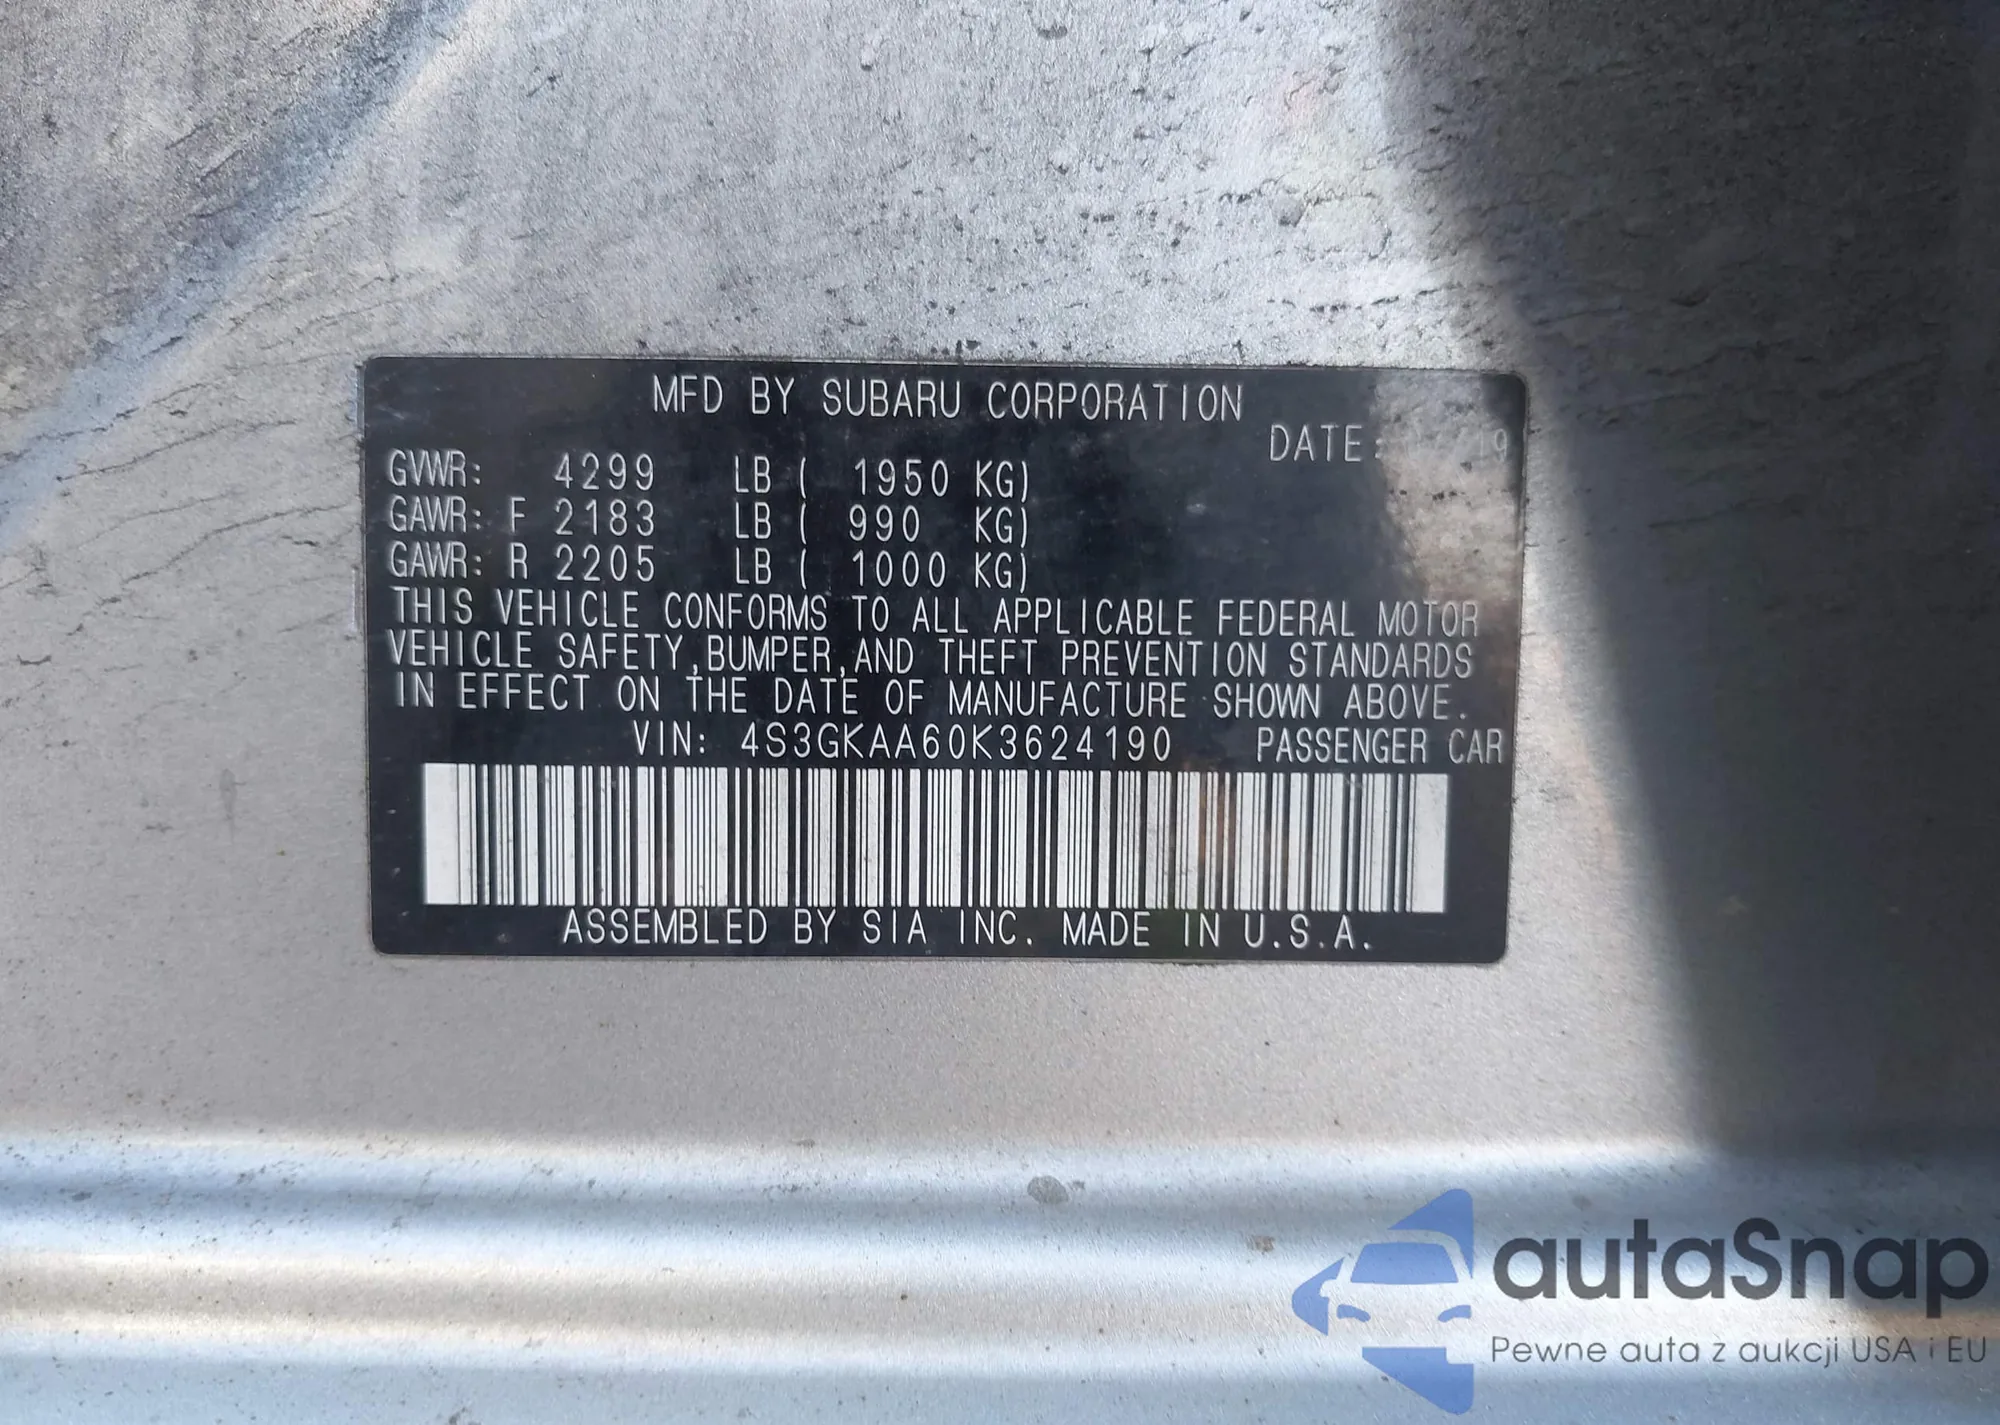 MFD BY SUBARU CORPORATION
DATE:
GVWR: 4299 LB ( 1950 KG)
GAWR: F 2183 LB ( 990 KG)
GAWR: R 2205 LB ( 1000 KG)
THIS VEHICLE CONFORMS TO ALL APPLICABLE FEDERAL MOTOR
VEHICLE SAFETY,BUMPER,AND THEFT PREVENTION STANDARDS
IN EFFECT ON THE DATE OF MANUFACTURE SHOWN ABOVE.
VIN: 4S3GKAA60K3624190 PASSENGER CAR
ASSEMBLED BY SIA INC. MADE IN U.S.A.
autaSnap
Pewne auta z aukcji USA i EU